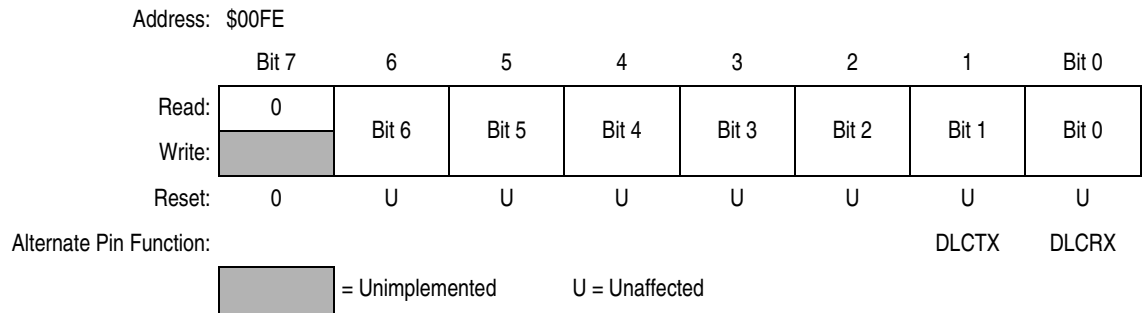 Address: $00FE
Bit 7 6 5 4 3 2 1 Bit 0
Read: 0 Bit 6 Bit 5 Bit 4 Bit 3 Bit 2 Bit 1 Bit 0
Write:
Reset: 0 U U U U U U U
Alternate Pin Function: DLCTX DLCRX
= Unimplemented U = Unaffected